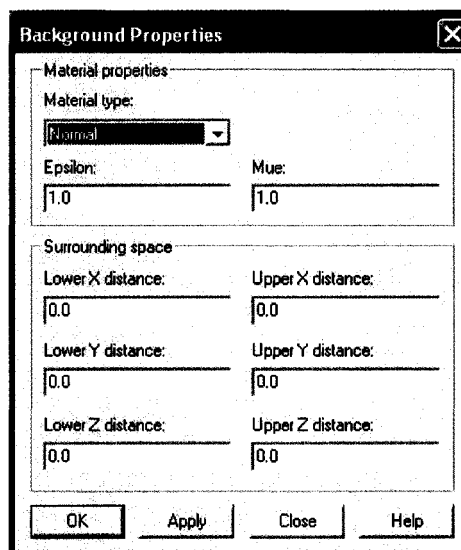 Background Properties
Material properties
Material type:
Normal
Epsilon: Mue:
1.0 1.0
Surrounding space
Lower X distance: Upper X distance:
0.0 0.0
Lower Y distance: Upper Y distance:
0.0 0.0
Lower Z distance: Upper Z distance:
0.0 0.0
OK Apply Close Help